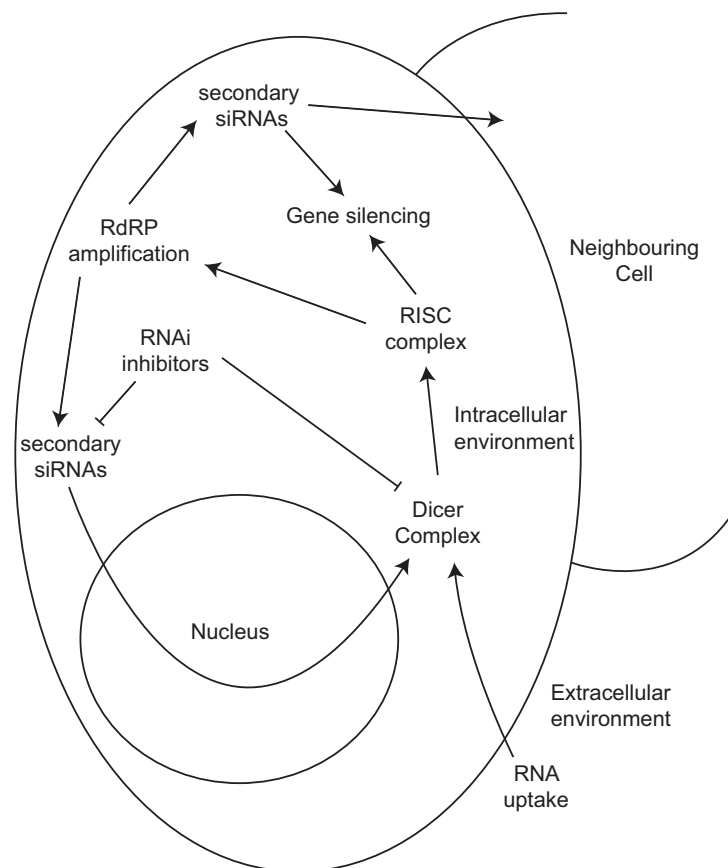 secondary
siRNAs
Gene silencing
RdRP
amplification
Neighbouring
Cell
RISC
complex
RNAi
inhibitors
Intracellular
environment
secondary
siRNAs
Dicer
Complex
Nucleus
Extracellular
environment
RNA
uptake